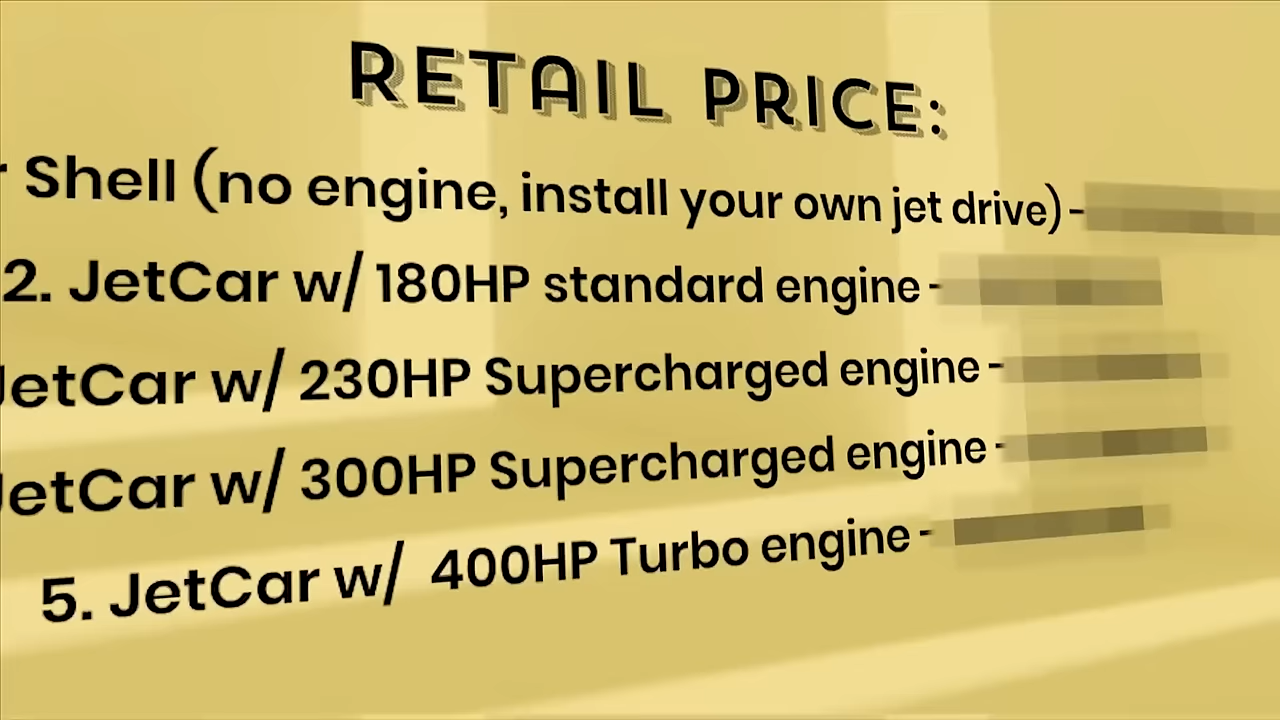 RETAIL PRICE:
Shell (no engine, install your own jet drive) -
2. JetCar w/ 180HP standard engine -
JetCar w/ 230HP Supercharged engine -
JetCar w/ 300HP Supercharged engine -
5. JetCar w/ 400HP Turbo engine -